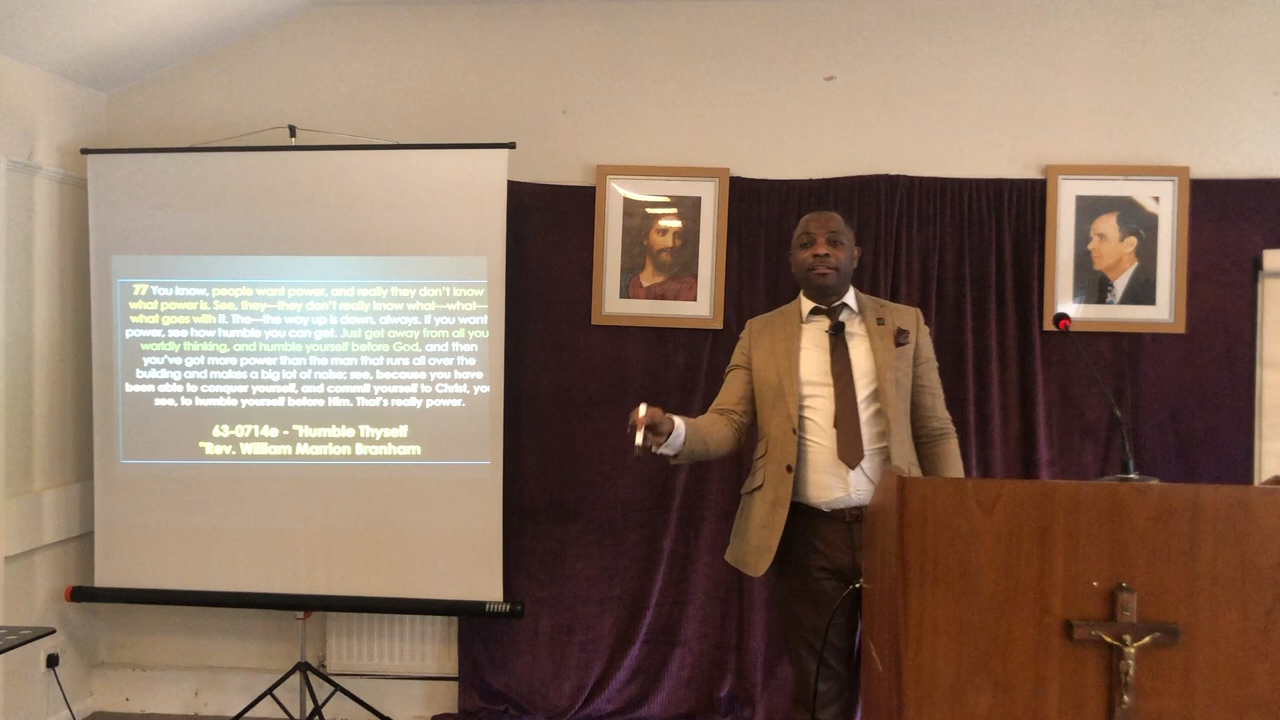 77 You know, people want power, and really they don't know
what power is. See, they—they don't really know what—what—
what goes with it. The—the way up is down, always. If you want
power, see how humble you can get. Just get away from all you
worldly thinking, and humble yourself before God, and then
you've got more power than the man that runs all over the
building and makes a big lot of noise; see, because you have
been able to conquer yourself, and commit yourself to Christ, you
see, to humble yourself before Him. That's really power.
63-0714e - "Humble Thyself
"Rev. William Marrion Branham